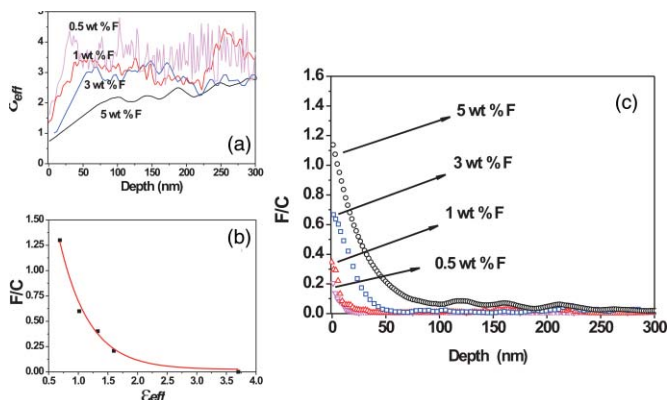 0.5 wt % F
1 wt % F
3 wt % F
5 wt % F
(a)
ε_eff
4
3
2
1
0
0 50 100 150 200 250 300
Depth (nm)
(b)
F/C
1.50
1.25
1.00
0.75
0.50
0.25
0.00
0.5 1.0 1.5 2.0 2.5 3.0 3.5 4.0
ε_eff
(c)
F/C
1.6
1.4
1.2
1.0
0.8
0.6
0.4
0.2
0.0
5 wt % F
3 wt % F
1 wt % F
0.5 wt % F
0 50 100 150 200 250 300
Depth (nm)